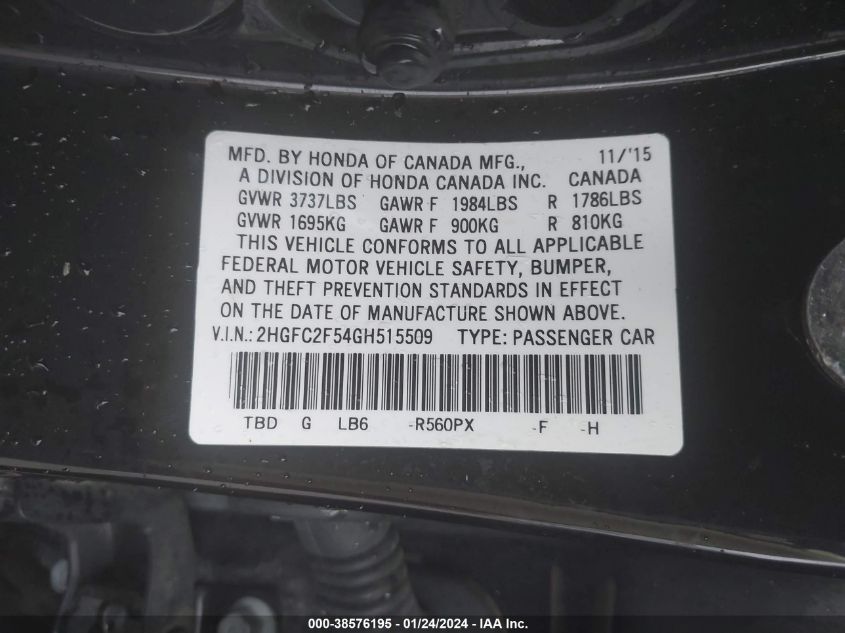 MFD. BY HONDA OF CANADA MFG., 11/'15
A DIVISION OF HONDA CANADA INC. CANADA
GVWR 3737LBS GAWR F 1984LBS R 1786LBS
GVWR 1695KG GAWR F 900KG R 810KG
THIS VEHICLE CONFORMS TO ALL APPLICABLE
FEDERAL MOTOR VEHICLE SAFETY, BUMPER,
AND THEFT PREVENTION STANDARDS IN EFFECT
ON THE DATE OF MANUFACTURE SHOWN ABOVE.
V.I.N.: 2HGFC2F54GH515509 TYPE: PASSENGER CAR
TBD G LB6 -R560PX -F -H
000-38576195 - 01/24/2024 - IAA Inc.